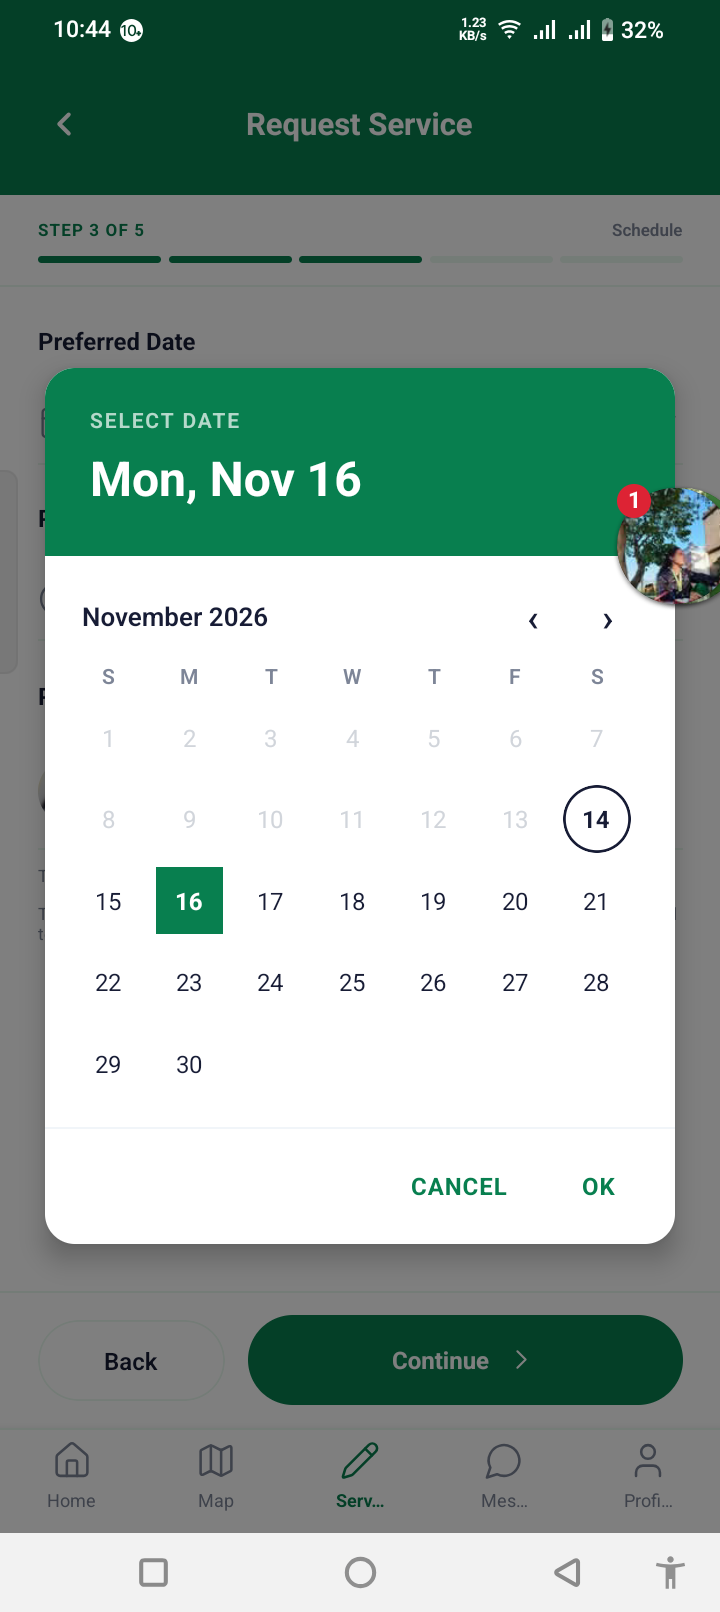 10:44
1.23
KB/s
32%
Request Service
STEP 3 OF 5
Schedule
Preferred Date
SELECT DATE
Mon, Nov 16
1
November 2026
S M T W T F S
1 2 3 4 5 6 7
8 9 10 11 12 13 14
15 16 17 18 19 20 21
22 23 24 25 26 27 28
29 30
CANCEL OK
Back Continue
Home Map Serv... Mes... Profi...